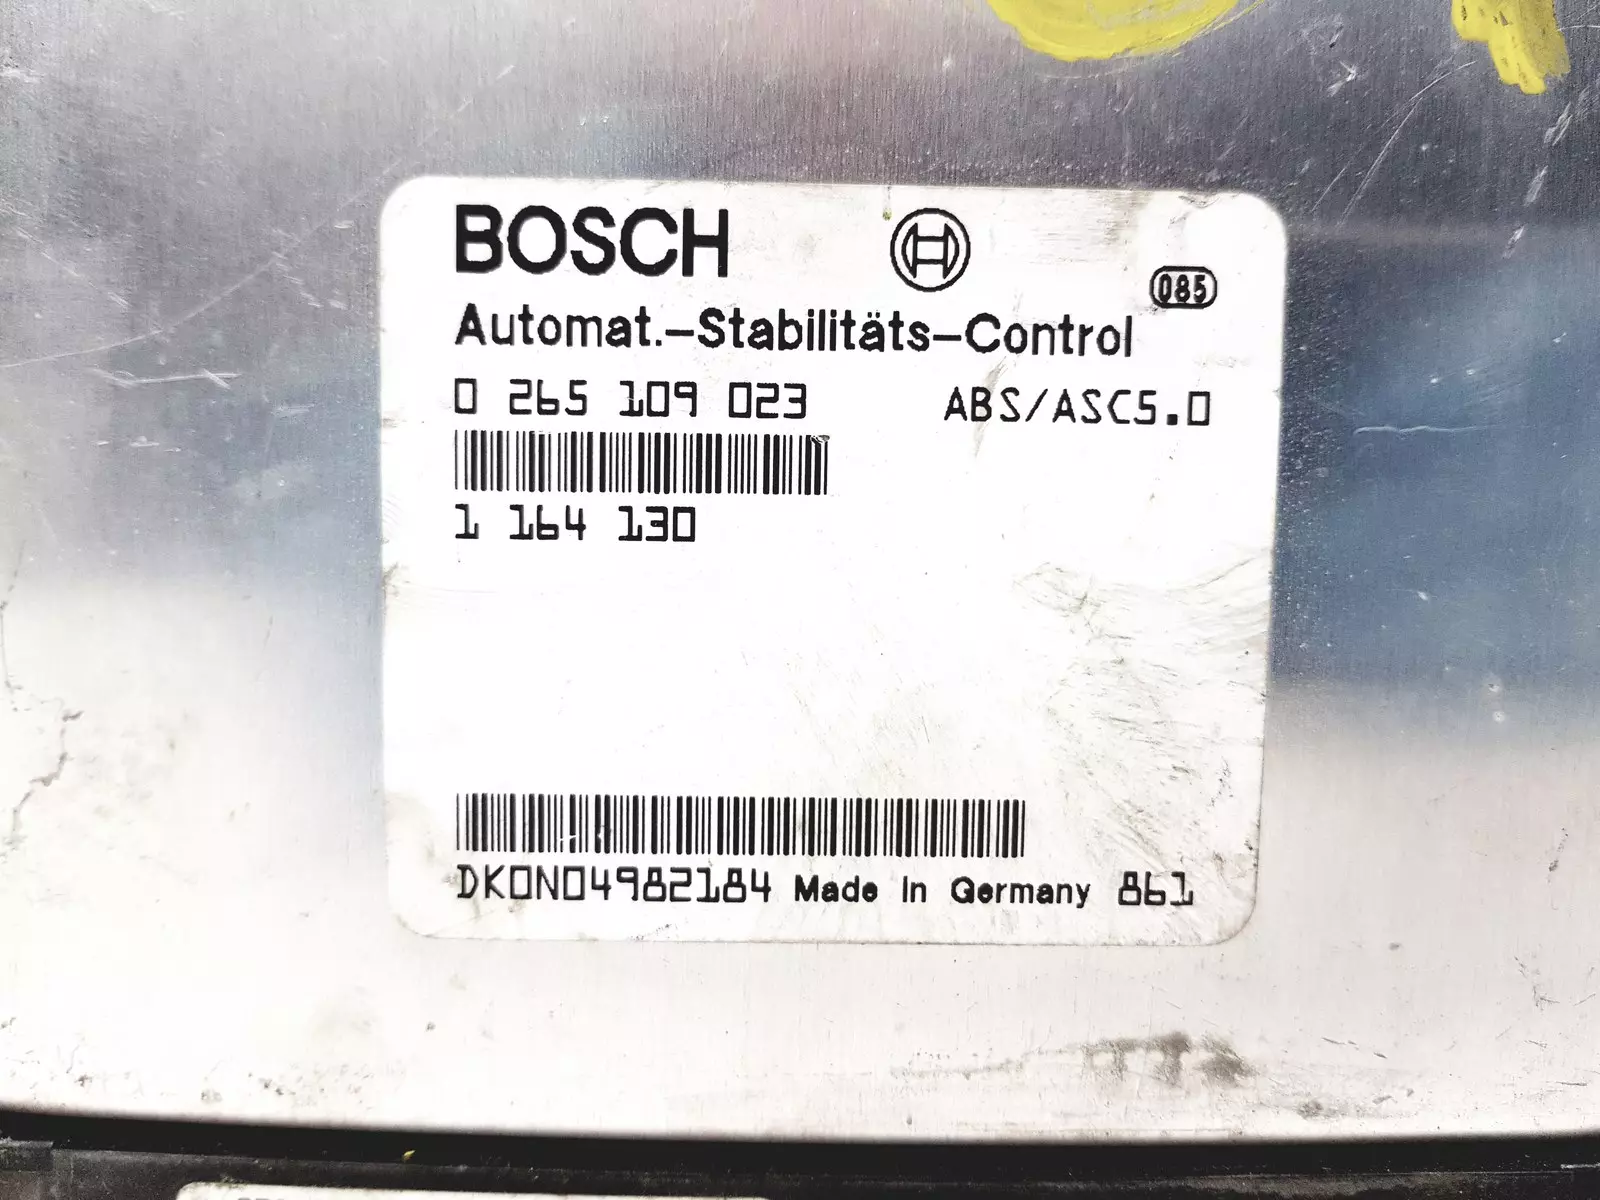 BOSCH
085
Automat.-Stabilitäts-Control
0 265 109 023 ABS/ASC5.0
1 164 130
DK0N04982184 Made In Germany 861